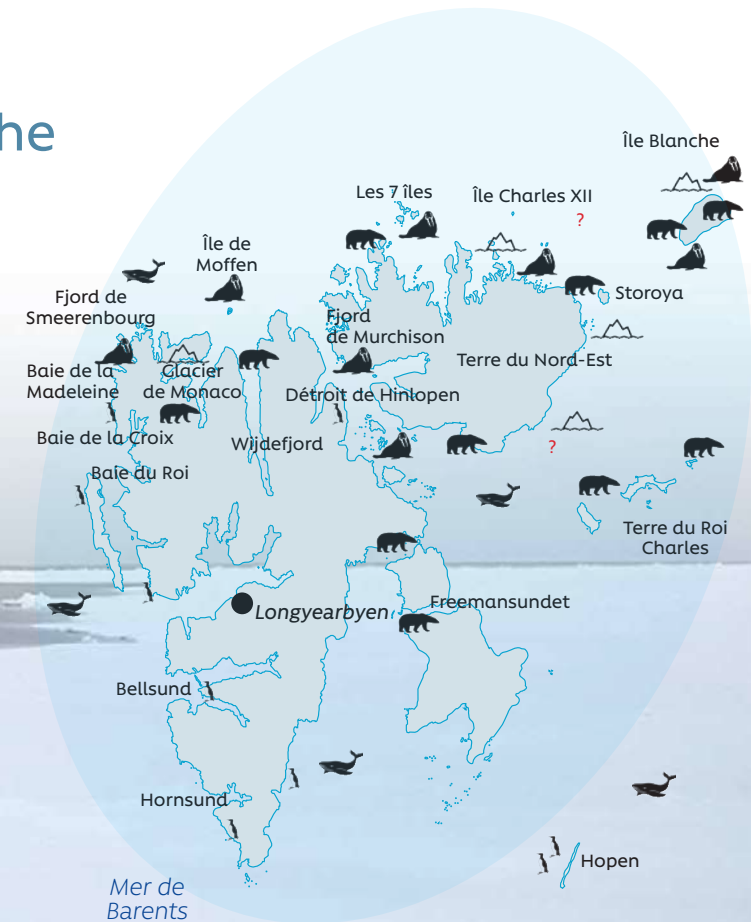 he
Île Blanche
Les 7 îles
Île Charles XII
?
Île de
Moffen
Storoya
Fjord de
Smeerenbourg
Fjord
de Murchison
Terre du Nord-Est
Baie de la
Madeleine
Glacier
de Monaco
Détroit de Hinlopen
Baie de la Croix
Wijdefjord
?
Baie du Roi
Terre du Roi
Charles
Longyearbyen
Freemansundet
Bellsund
Hornsund
Hopen
Mer de
Barents